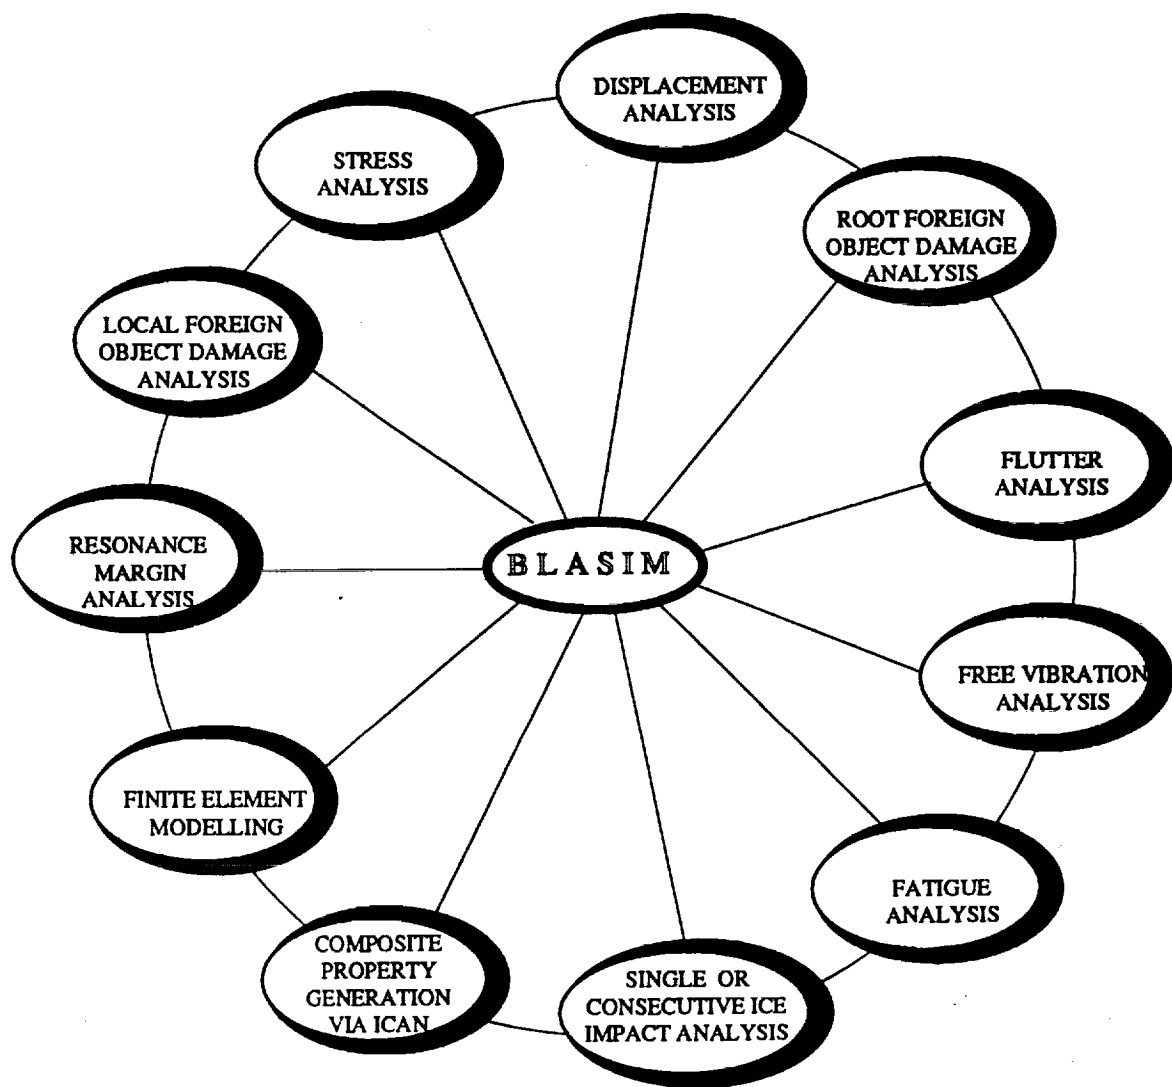 DISPLACEMENT
ANALYSIS
STRESS
ANALYSIS
ROOT FOREIGN
OBJECT DAMAGE
ANALYSIS
LOCAL FOREIGN
OBJECT DAMAGE
ANALYSIS
FLUTTER
ANALYSIS
RESONANCE
MARGIN
ANALYSIS
BLASIM
FREE VIBRATION
ANALYSIS
FINITE ELEMENT
MODELLING
FATIGUE
ANALYSIS
COMPOSITE
PROPERTY
GENERATION
VIA ICAN
SINGLE OR
CONSECUTIVE ICE
IMPACT ANALYSIS